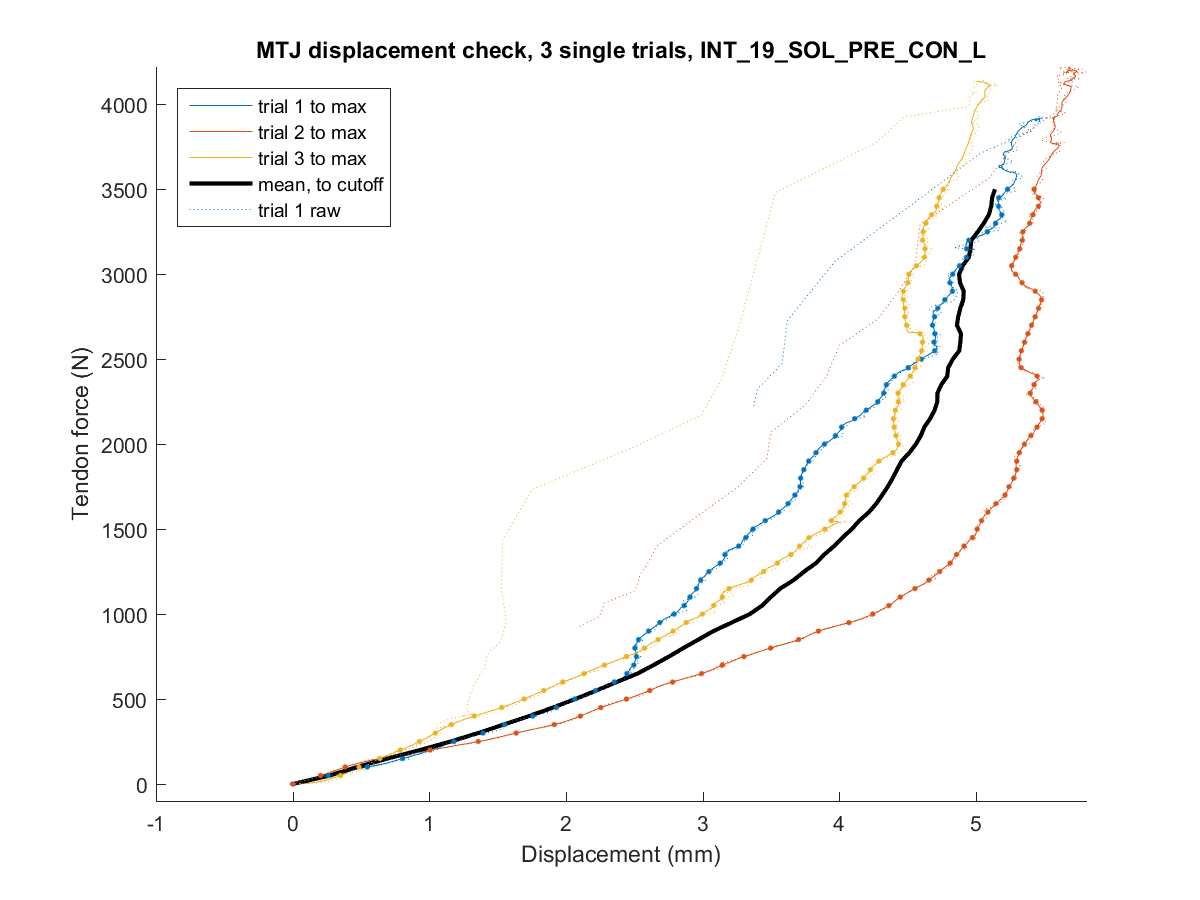 MTJ displacement check, 3 single trials, INT_19_SOL_PRE_CON_L
trial 1 to max
trial 2 to max
trial 3 to max
mean, to cutoff
trial 1 raw
4000
3500
3000
2500
2000
1500
1000
500
0
Tendon force (N)
-1
0
1
2
3
4
5
Displacement (mm)